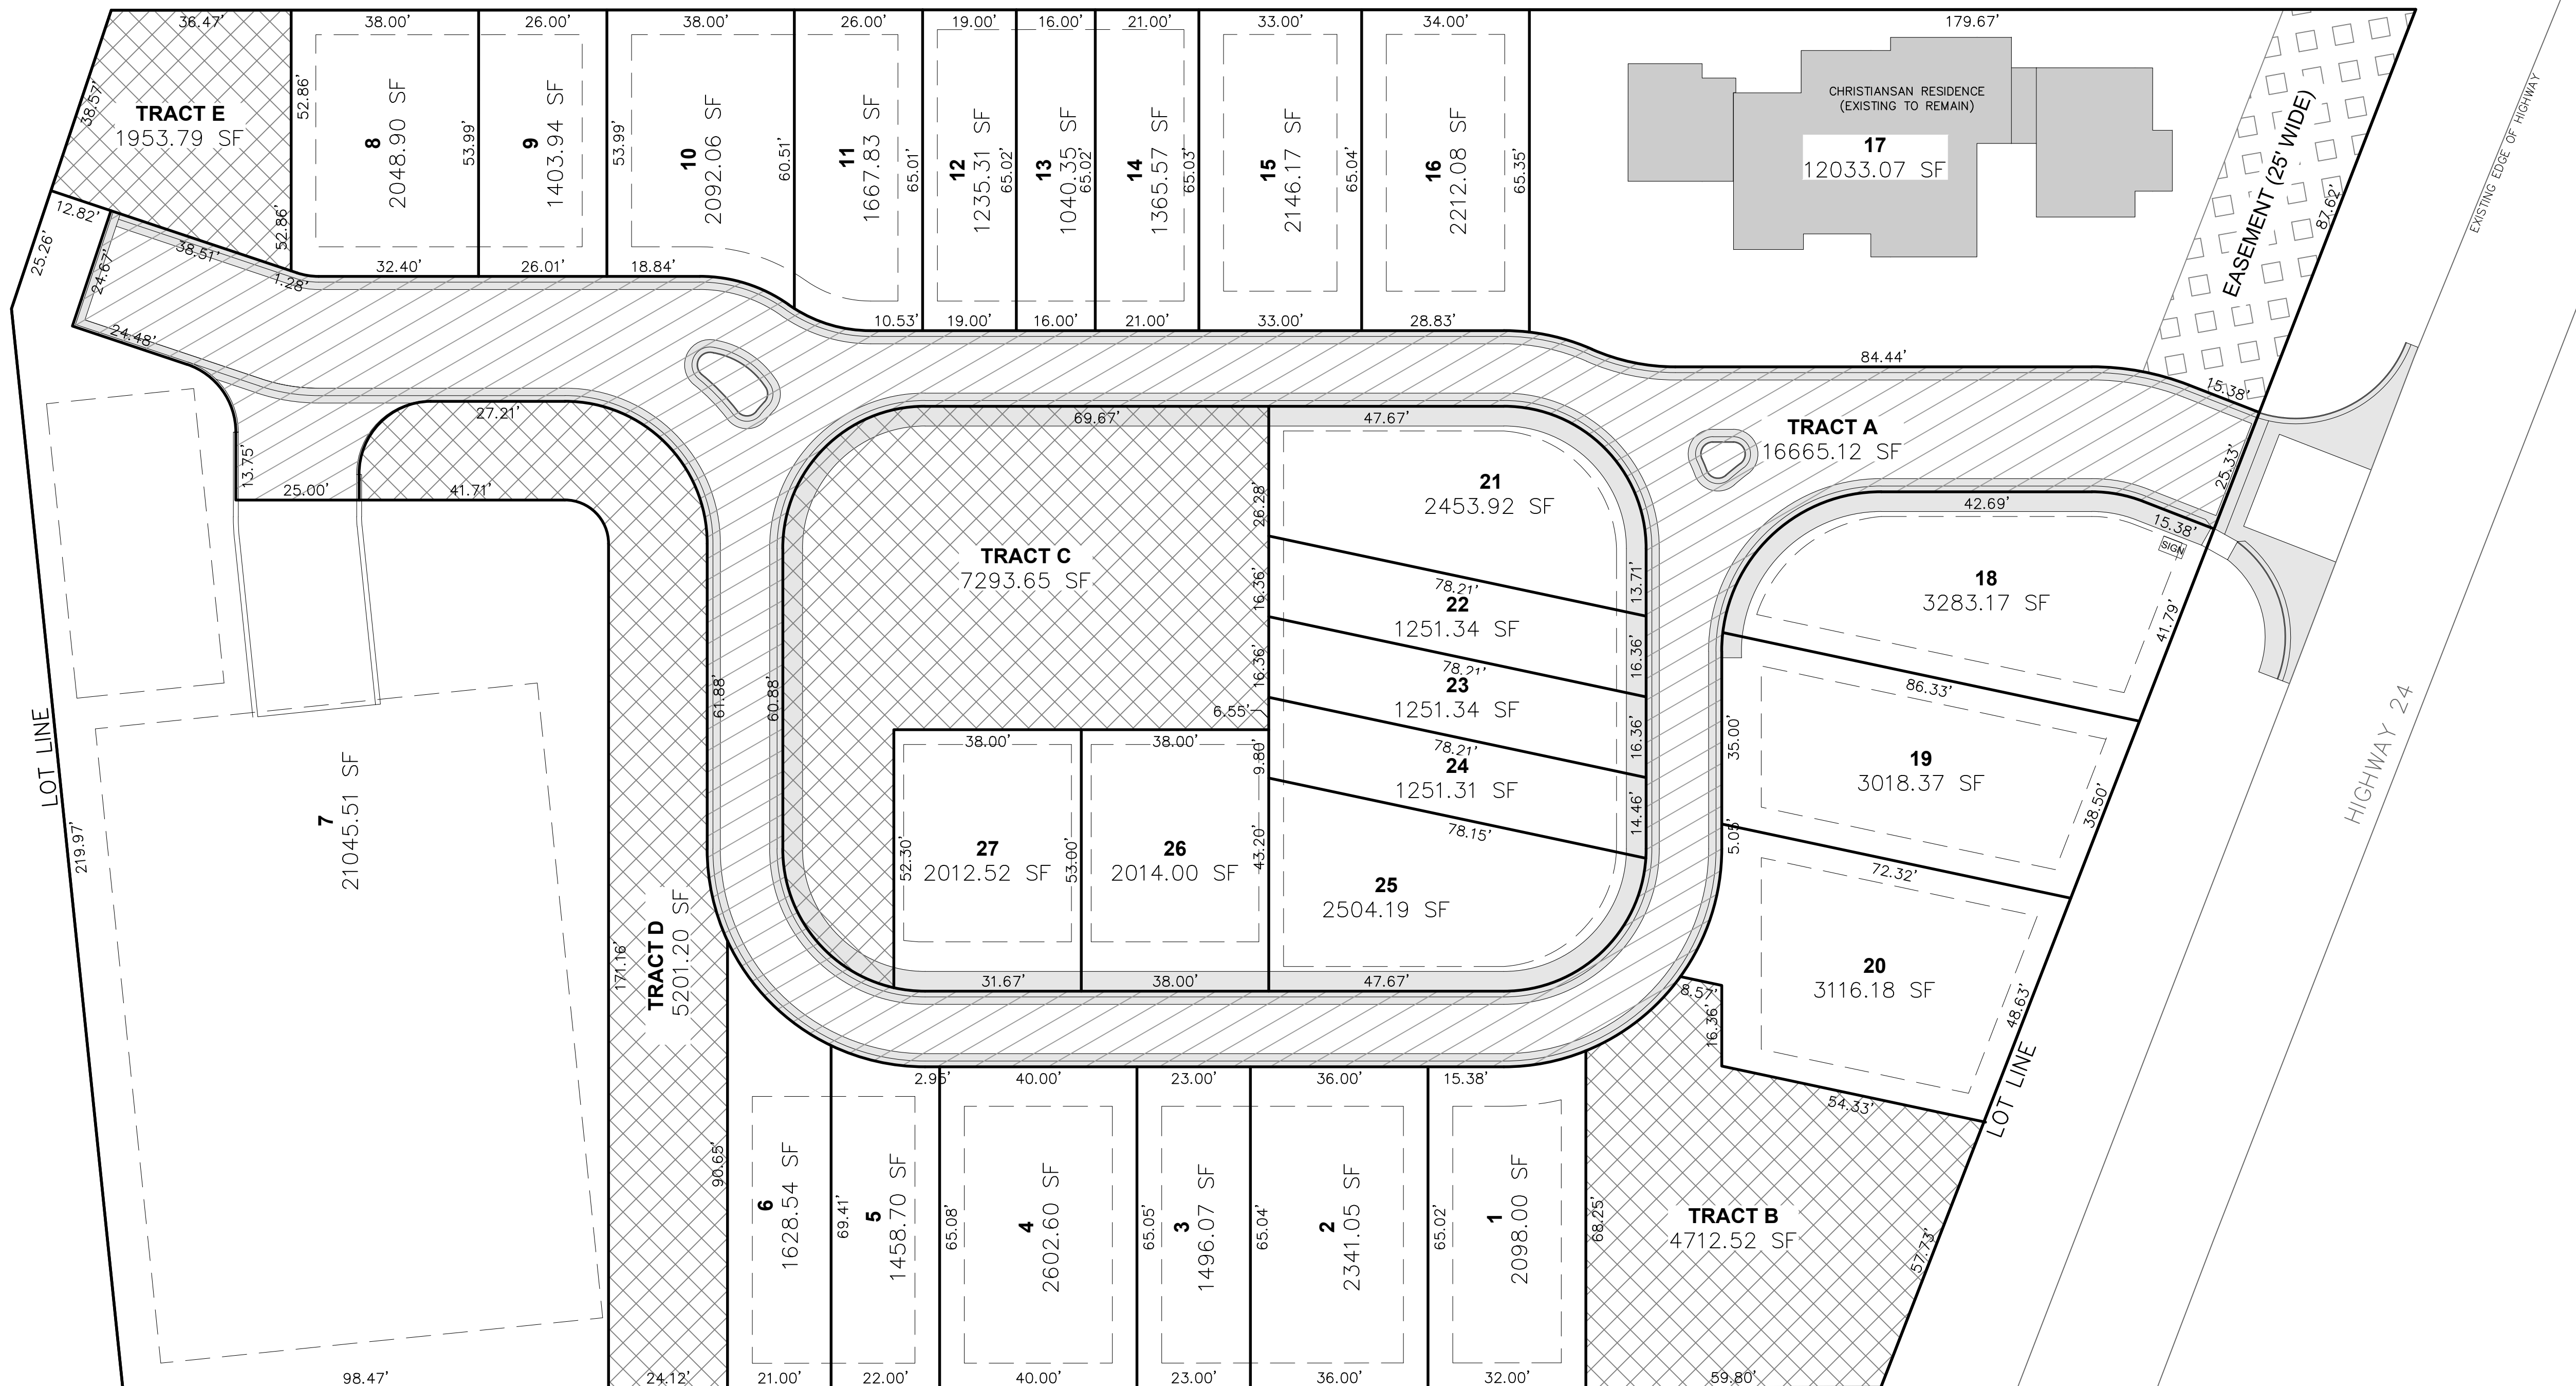 36.47'
38.00'
26.00'
38.00'
26.00'
19.00'
16.00'
21.00'
33.00'
34.00'
179.67'
38.57'
TRACT E
1953.79 SF
52.86'
52.86'
8
2048.90 SF
53.99'
9
1403.94 SF
53.99'
10
2092.06 SF
60.51'
11
1667.83 SF
65.01'
12
1235.31 SF
65.02'
13
1040.35 SF
65.02'
14
1365.57 SF
65.03'
15
2146.17 SF
65.04'
16
2212.08 SF
65.35'
CHRISTIANSAN RESIDENCE
(EXISTING TO REMAIN)
17
12033.07 SF
EASEMENT (25' WIDE)
87.62'
EXISTING EDGE OF HIGHWAY
12.82'
25.26'
24.67'
38.51'
1.28'
32.40'
26.01'
18.84'
10.53'
19.00'
16.00'
21.00'
33.00'
28.83'
84.44'
15.38'
24.48'
27.21'
69.67'
47.67'
TRACT A
16665.12 SF
25.33'
13.75'
25.00'
41.71'
42.69'
15.38'
SIGN
21
2453.92 SF
26.28'
13.71'
TRACT C
7293.65 SF
78.21'
22
1251.34 SF
16.36'
16.36'
78.21'
23
1251.34 SF
16.36'
16.36'
6.55'
78.21'
24
1251.31 SF
9.80'
14.46'
78.15'
18
3283.17 SF
41.79'
86.33'
35.00'
19
3018.37 SF
38.50'
5.05'
72.32'
HIGHWAY 24
LOT LINE
219.97'
7
21045.51 SF
61.88'
60.88'
38.00'
38.00'
52.30'
27
2012.52 SF
53.00'
26
2014.00 SF
43.20'
25
2504.19 SF
20
3116.18 SF
48.63'
31.67'
38.00'
47.67'
8.57'
16.36'
171.16'
TRACT D
5201.20 SF
54.33'
LOT LINE
2.95'
40.00'
23.00'
36.00'
15.38'
90.65'
6
1628.54 SF
69.41'
5
1458.70 SF
65.08'
4
2602.60 SF
65.05'
3
1496.07 SF
65.04'
2
2341.05 SF
65.02'
1
2098.00 SF
68.25'
TRACT B
4712.52 SF
57.73'
98.47'
24.12'
21.00'
22.00'
40.00'
23.00'
36.00'
32.00'
59.80'